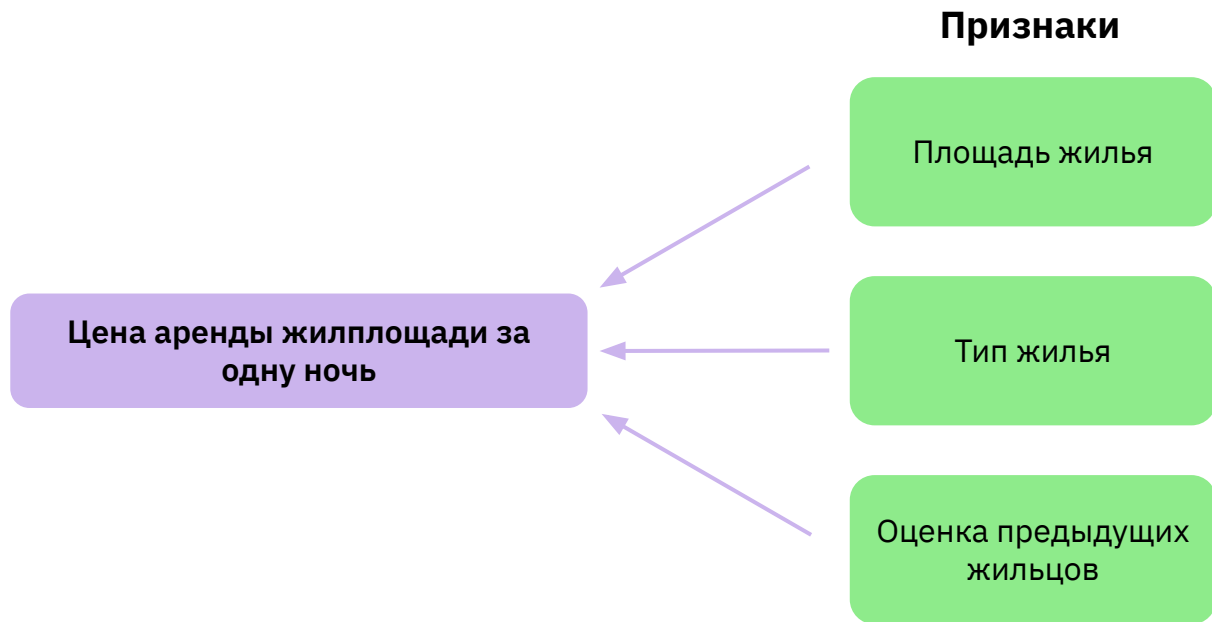 Признаки
Площадь жилья
Цена аренды жилплощади за
одну ночь
Тип жилья
Оценка предыдущих
жильцов